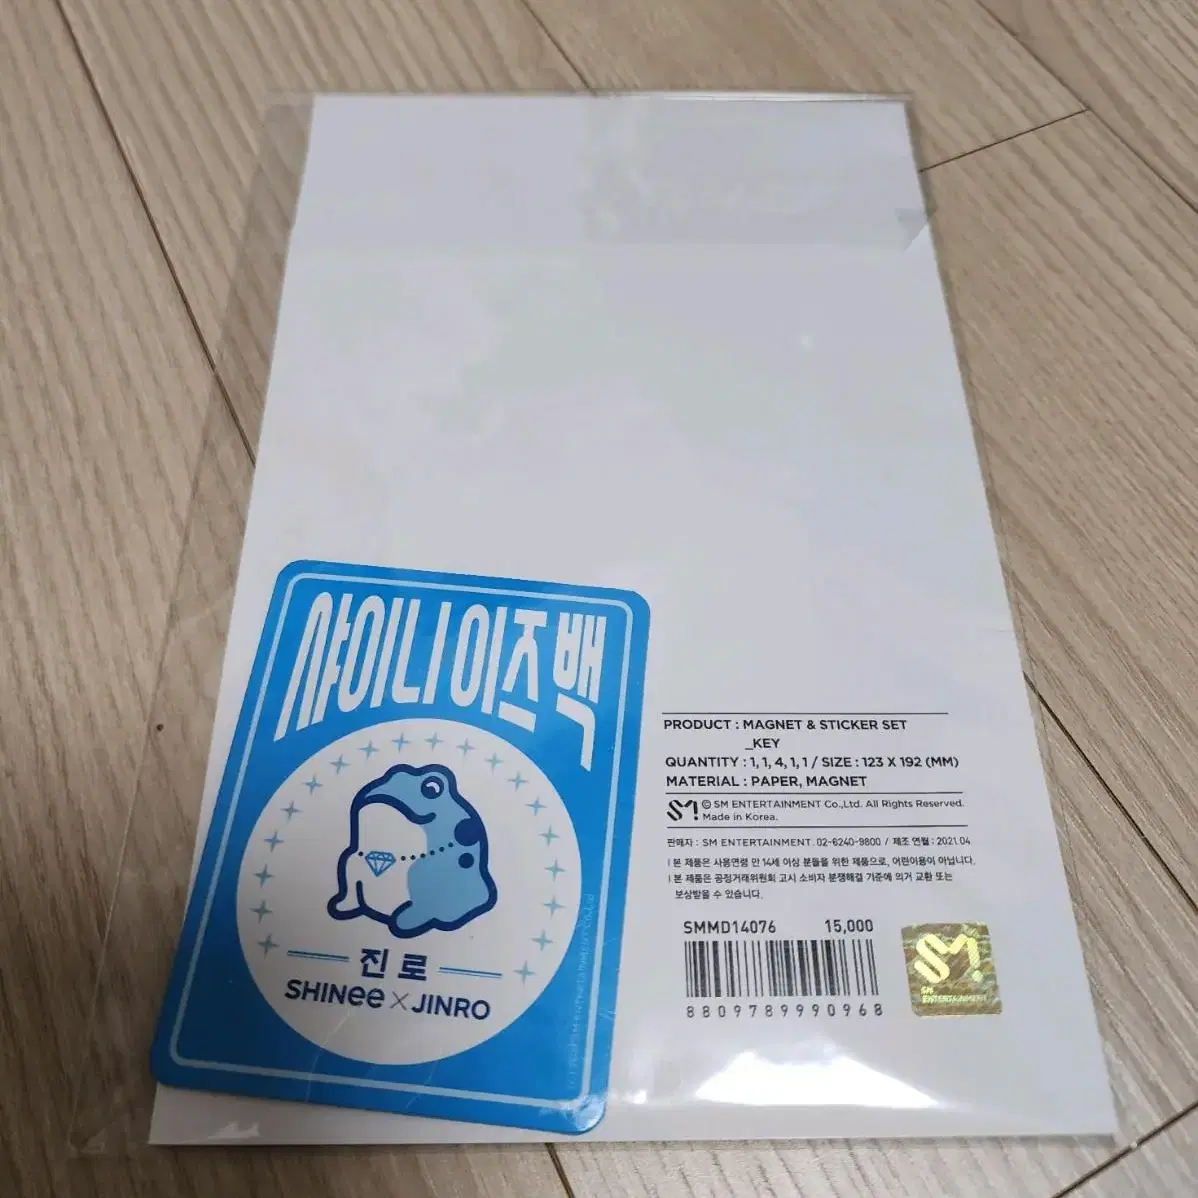 샤이니 이즈 백
진로
SHINee × JINRO
PRODUCT : MAGNET & STICKER SET
_KEY
QUANTITY : 1, 1, 4, 1, 1 / SIZE : 123 X 192 (MM)
MATERIAL : PAPER, MAGNET
SM ⓒ SM ENTERTAINMENT Co.,Ltd. All Rights Reserved.
Made in Korea.
판매자 : SM ENTERTAINMENT. 02-6240-9800 / 제조 연월 : 2021.04
| 본 제품은 사용연령 만 14세 이상 분들을 위한 제품으로, 어린이용이 아닙니다.
| 본 제품은 공정거래위원회 고시 소비자 분쟁해결 기준에 의거 교환 또는
보상받을 수 있습니다.
SMMD14076 15,000
8809789990968
SM
SM
ENTERTAINMENT